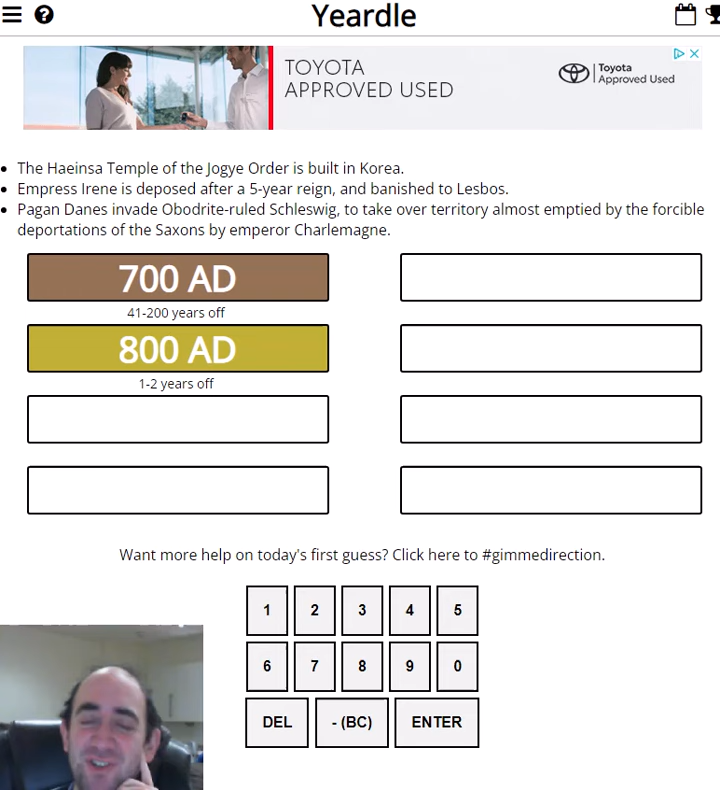 Yeardle
TOYOTA
APPROVED USED
Toyota
Approved Used
The Haeinsa Temple of the Jogye Order is built in Korea.
Empress Irene is deposed after a 5-year reign, and banished to Lesbos.
Pagan Danes invade Obodrite-ruled Schleswig, to take over territory almost emptied by the forcible
deportations of the Saxons by emperor Charlemagne.
700 AD
41-200 years off
800 AD
1-2 years off
Want more help on today's first guess? Click here to #gimmedirection.
1 2 3 4 5
6 7 8 9 0
DEL - (BC) ENTER